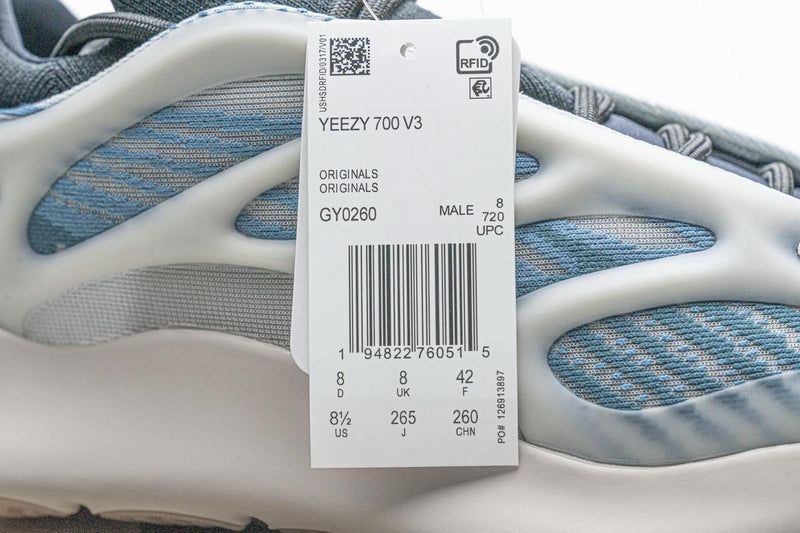 USHSDRFID/0317/V01
RFID
YEEZY 700 V3
ORIGINALS
ORIGINALS
GY0260
MALE
8
720
UPC
1 94822 76051 5
8 8 42
D UK F
8½ 265 260
US J CHN
PO# 126913897